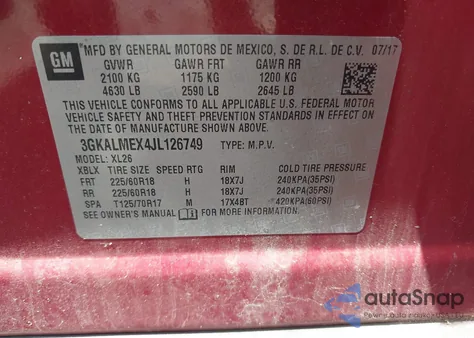 GM
MFD BY GENERAL MOTORS DE MEXICO, S. DE R.L. DE C.V. 07/17
GVWR GAWR FRT GAWR RR
2100 KG 1175 KG 1200 KG
4630 LB 2590 LB 2645 LB
THIS VEHICLE CONFORMS TO ALL APPLICABLE U.S. FEDERAL MOTOR
VEHICLE SAFETY AND THEFT PREVENTION STANDARDS IN EFFECT ON
THE DATE OF MANUFACTURE SHOWN ABOVE.
3GKALMEX4JL126749 TYPE: M.P.V.
MODEL: XL26
XBLX TIRE SIZE SPEED RTG RIM COLD TIRE PRESSURE
FRT 225/60R18 H 18X7J 240KPA(35PSI)
RR 225/60R18 H 18X7J 240KPA(35PSI)
SPA T125/70R17 M 17X4BT 420KPA(60PSI)
SEE OWNER'S MANUAL FOR MORE INFORMATION.
autoSnap